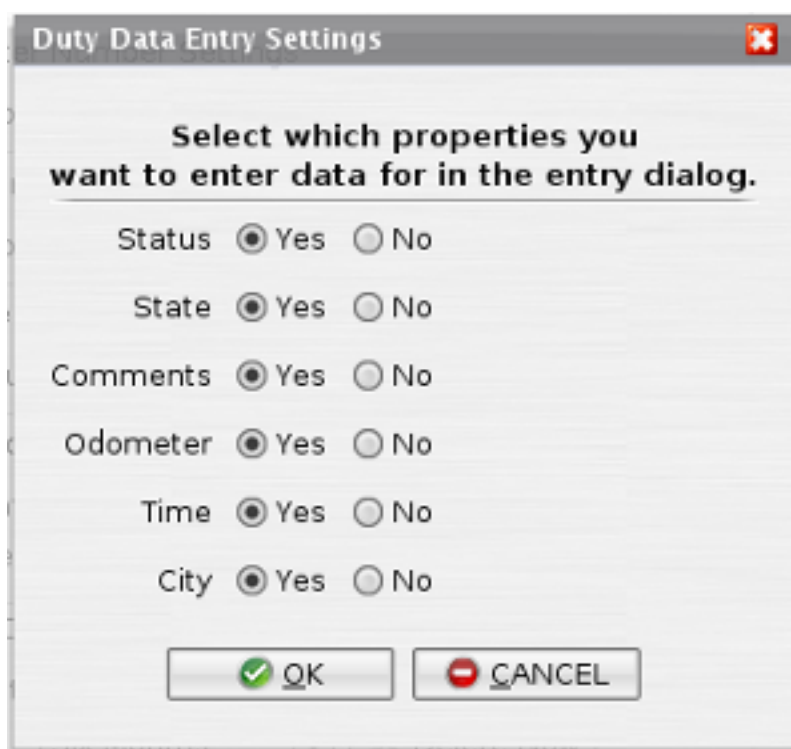 Duty Data Entry Settings
Select which properties you
want to enter data for in the entry dialog.
Status Yes No
State Yes No
Comments Yes No
Odometer Yes No
Time Yes No
City Yes No
OK CANCEL